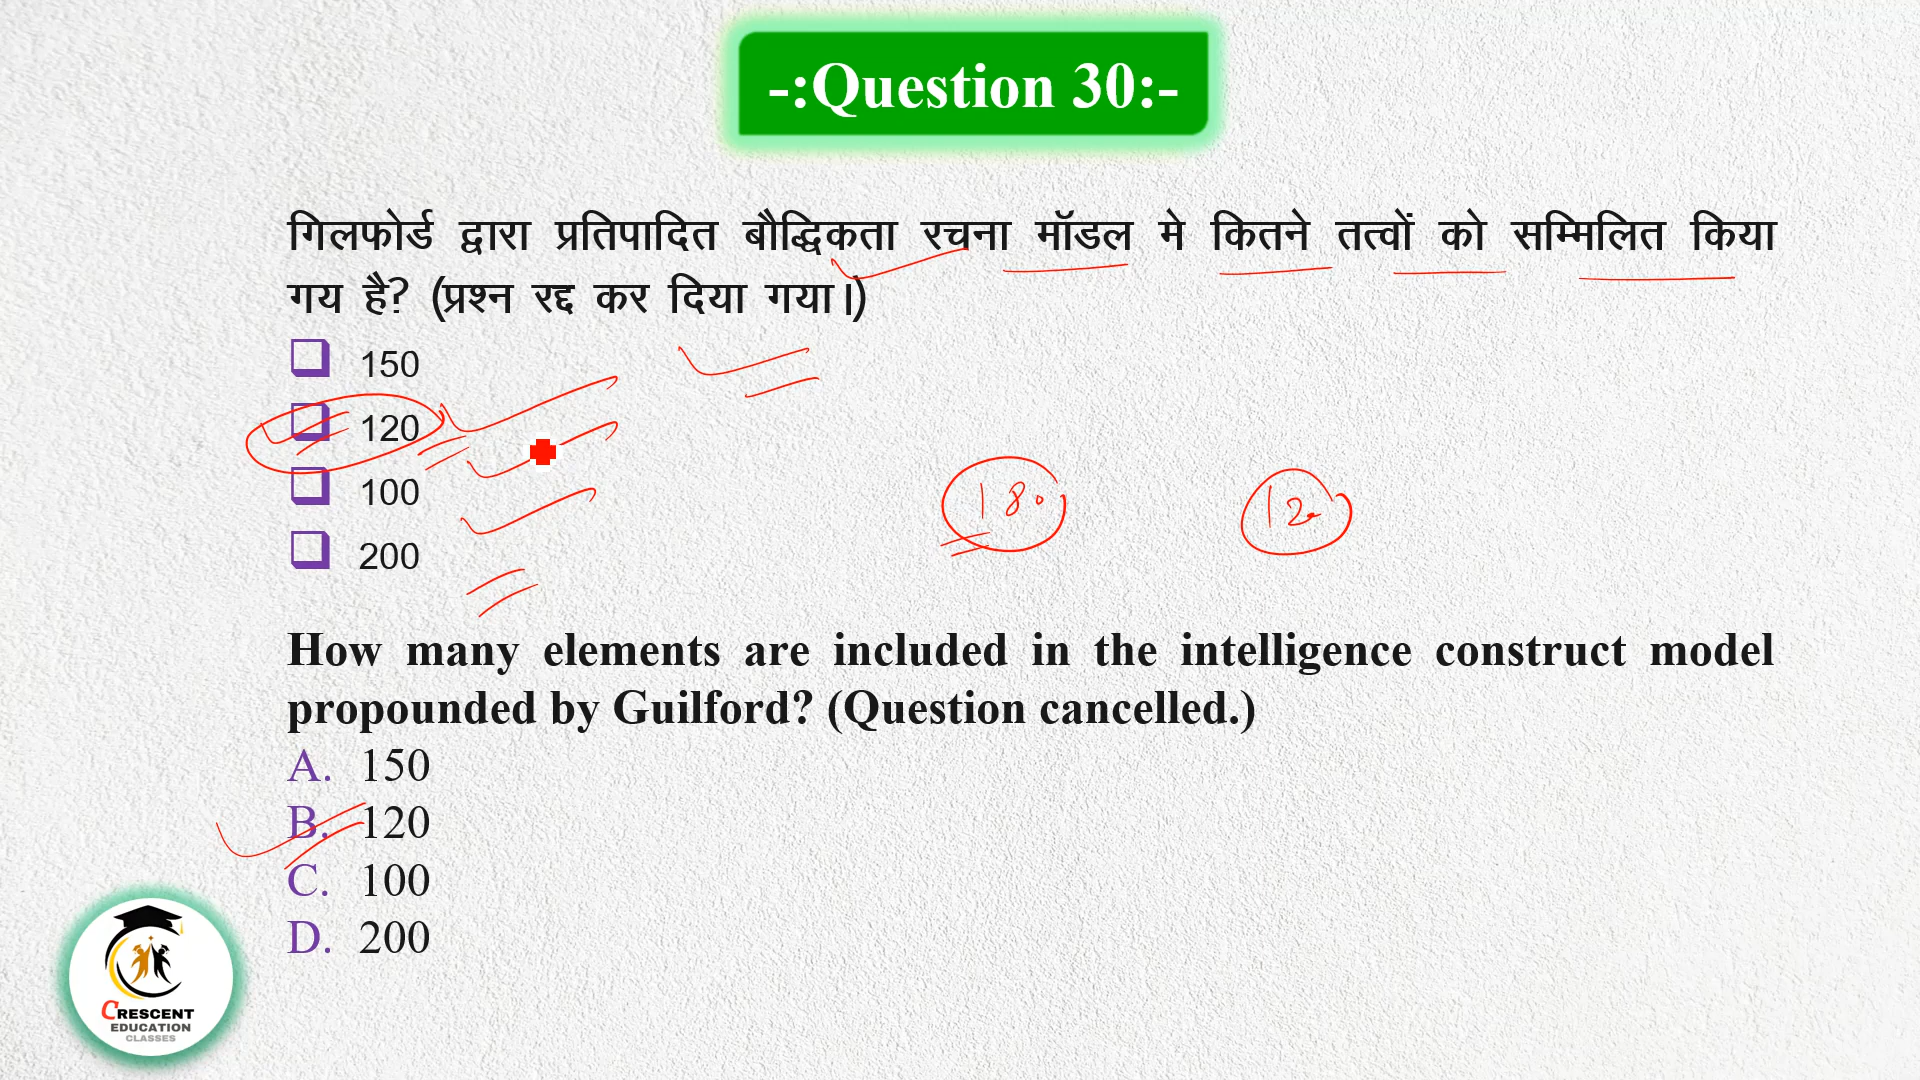 -:Question 30:-
गिलफोर्ड द्वारा प्रतिपादित बौद्धिकता रचना मॉडल मे कितने तत्वों को सम्मिलित किया
गय है? (प्रश्न रद्द कर दिया गया।)
150
120
100
200
180
120
How many elements are included in the intelligence construct model
propounded by Guilford? (Question cancelled.)
A. 150
B. 120
C. 100
D. 200
CRESCENT
EDUCATION
CLASSES